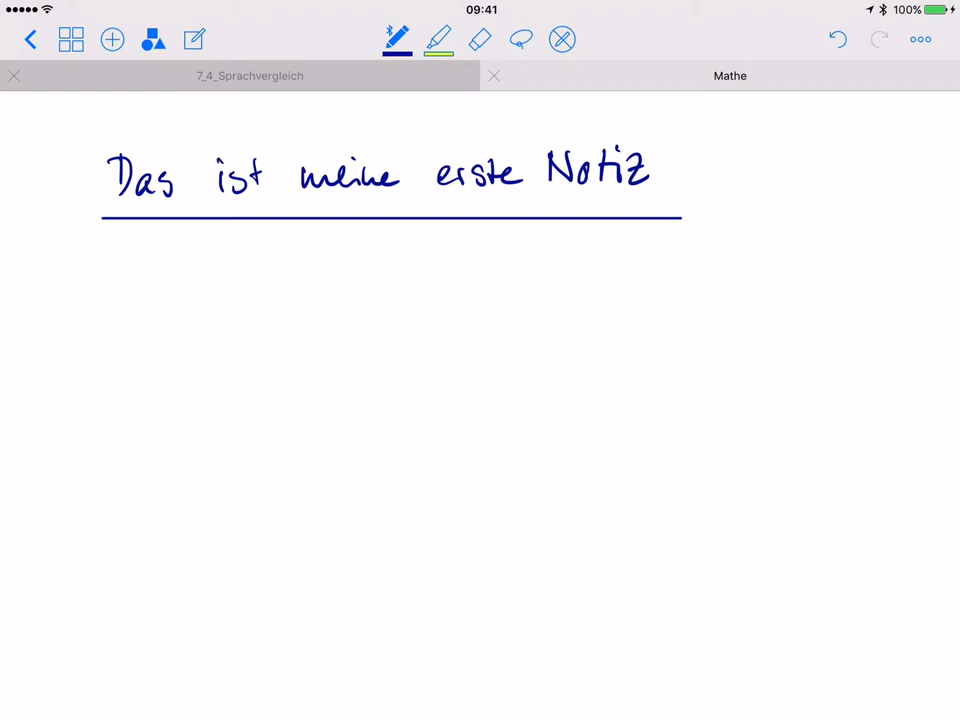 09:41
100%
7_4_Sprachvergleich
Mathe
Das ist meine erste Notiz